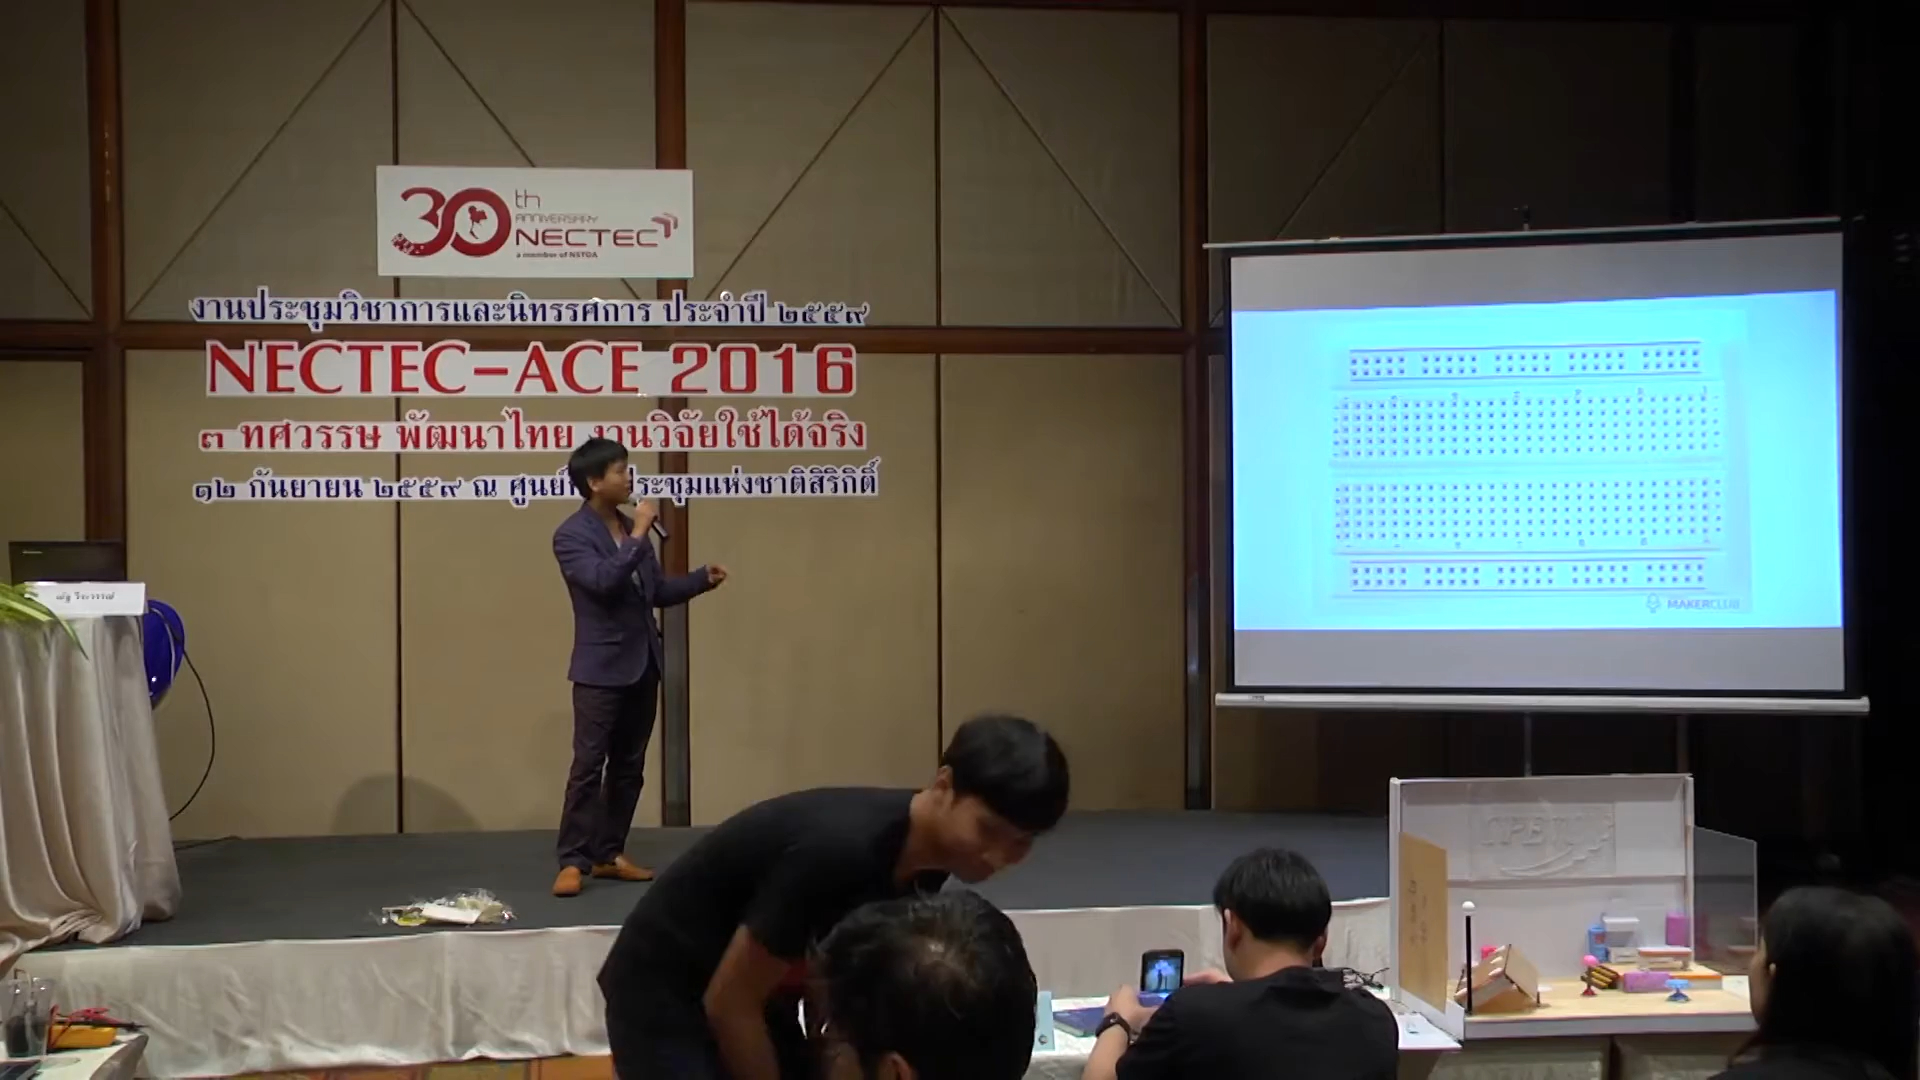 30th
ANNIVERSARY
NECTEC
a member of NSTDA
งานประชุมวิชาการและนิทรรศการ ประจำปี ๒๕๕๙
NECTEC-ACE 2016
๓ ทศวรรษ พัฒนาไทย งานวิจัยใช้ได้จริง
๑๒ กันยายน ๒๕๕๙ ณ ศูนย์ ประชุมแห่งชาติสิริกิติ์
MAKERCLUB